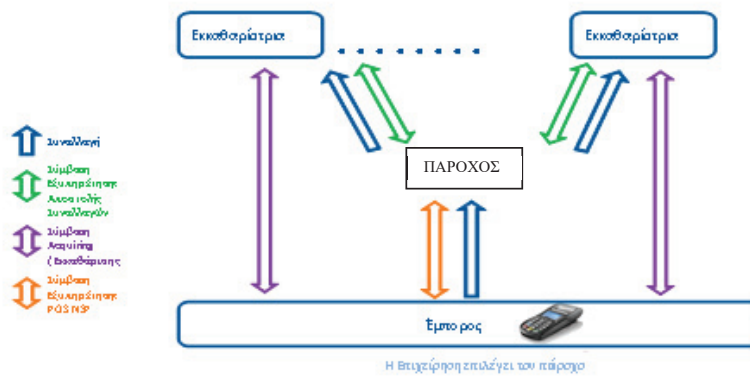 Εκκαθαρίστρια
Εκκαθαρίστρια
ΠΑΡΟΧΟΣ
Συναλλαγή
Σύμβαση
Εξυπηρέτησης
Αποστολής
Συναλλαγών
Σύμβαση
Acquiring
(Εκκαθάρισης
Σύμβαση
Εξυπηρέτησης
POS NSP
Έμπορος
Η Επιχείρηση επιλέγει τον πάροχο